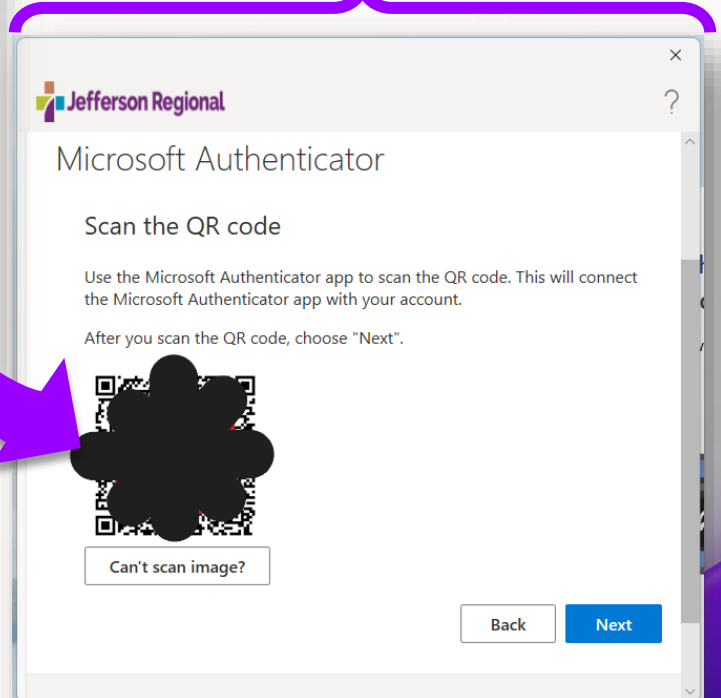 Jefferson Regional
?
Microsoft Authenticator
Scan the QR code
Use the Microsoft Authenticator app to scan the QR code. This will connect
the Microsoft Authenticator app with your account.
After you scan the QR code, choose "Next".
Can't scan image?
Back Next